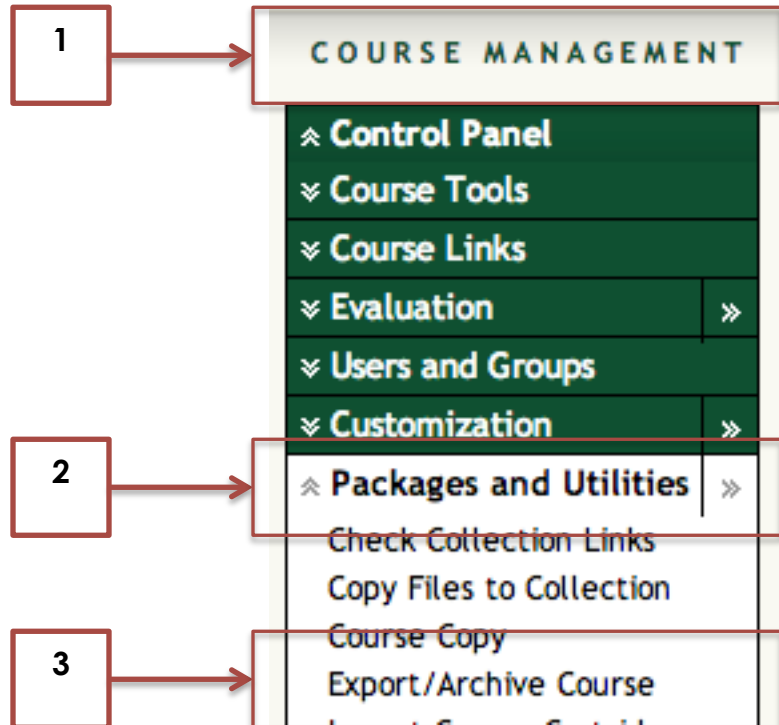 1
COURSE MANAGEMENT
Control Panel
Course Tools
Course Links
Evaluation
Users and Groups
Customization
2
Packages and Utilities
Check Collection Links
Copy Files to Collection
Course Copy
3
Export/Archive Course